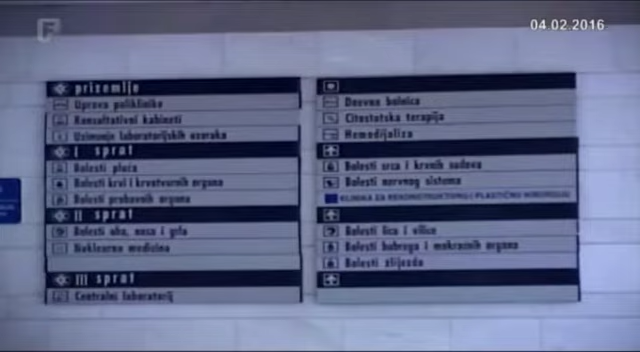 F
04.02.2016
prizemlje
Uprava poliklinike
Konsultativni kabineti
Uzimanje laboratorijskih uzoraka
I sprat
Bolesti pluća
Bolesti krvi i krvotvornih organa
Bolesti probavnih organa
II sprat
Bolesti uha, nosa i grla
Nuklearna medicina
III sprat
Centralni laboratorij
Dnevna bolnica
Citostatska terapija
Hemodijaliza
Bolesti srca i krvnih sudova
Bolesti nervnog sistema
KLINIKA ZA REKONSTRUKTIVNU I PLASTIČNU HIRURGIJU
Bolesti lica i vilice
Bolesti bubrega i mokraćnih organa
Bolesti žlijezda